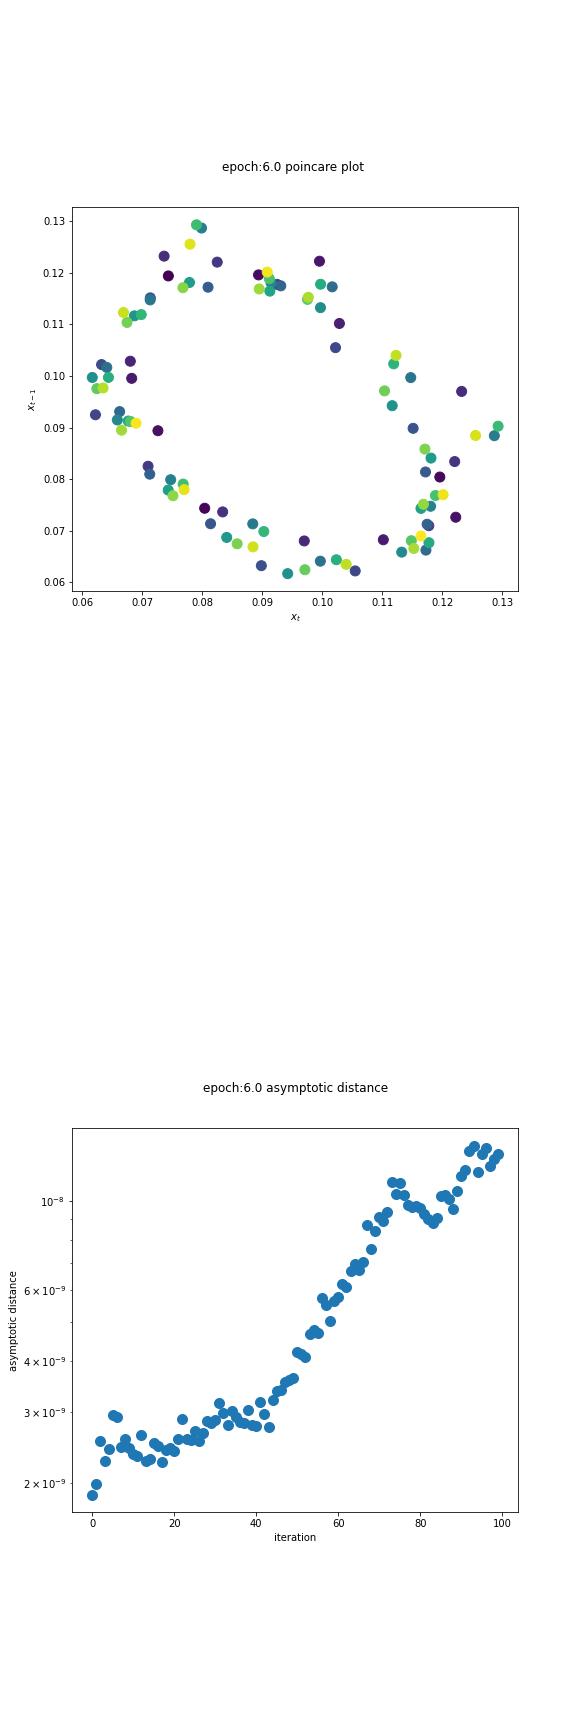 epoch:6.0 poincare plot
0.13
0.12
0.11
0.10
0.09
0.08
0.07
0.06
x_{t−1}
0.06 0.07 0.08 0.09 0.10 0.11 0.12 0.13
x_t
epoch:6.0 asymptotic distance
10^{−8}
6 × 10^{−9}
4 × 10^{−9}
3 × 10^{−9}
2 × 10^{−9}
asymptotic distance
0 20 40 60 80 100
iteration